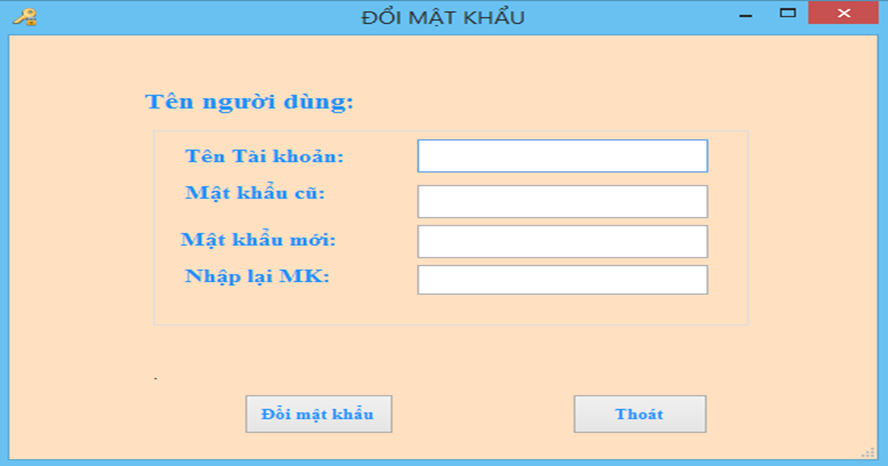 ĐỔI MẬT KHẨU
Tên người dùng:
Tên Tài khoản:
Mật khẩu cũ:
Mật khẩu mới:
Nhập lại MK:
Đổi mật khẩu
Thoát